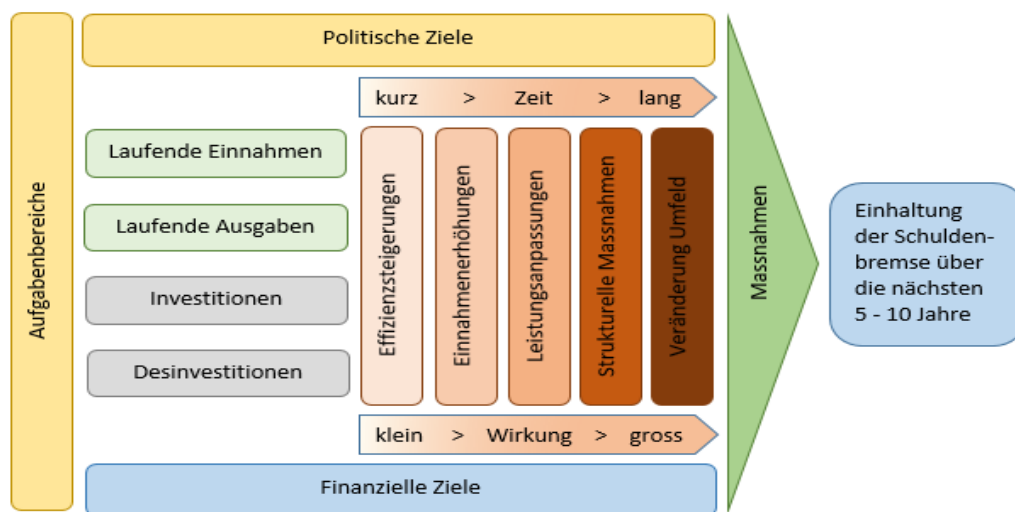 Politische Ziele
kurz > Zeit > lang
Aufgabenbereiche
Laufende Einnahmen
Laufende Ausgaben
Investitionen
Desinvestitionen
Effizienzsteigerungen
Einnahmenerhöhungen
Leistungsanpassungen
Strukturelle Massnahmen
Veränderung Umfeld
klein > Wirkung > gross
Finanzielle Ziele
Massnahmen
Einhaltung
der Schulden-
bremse über
die nächsten
5 - 10 Jahre